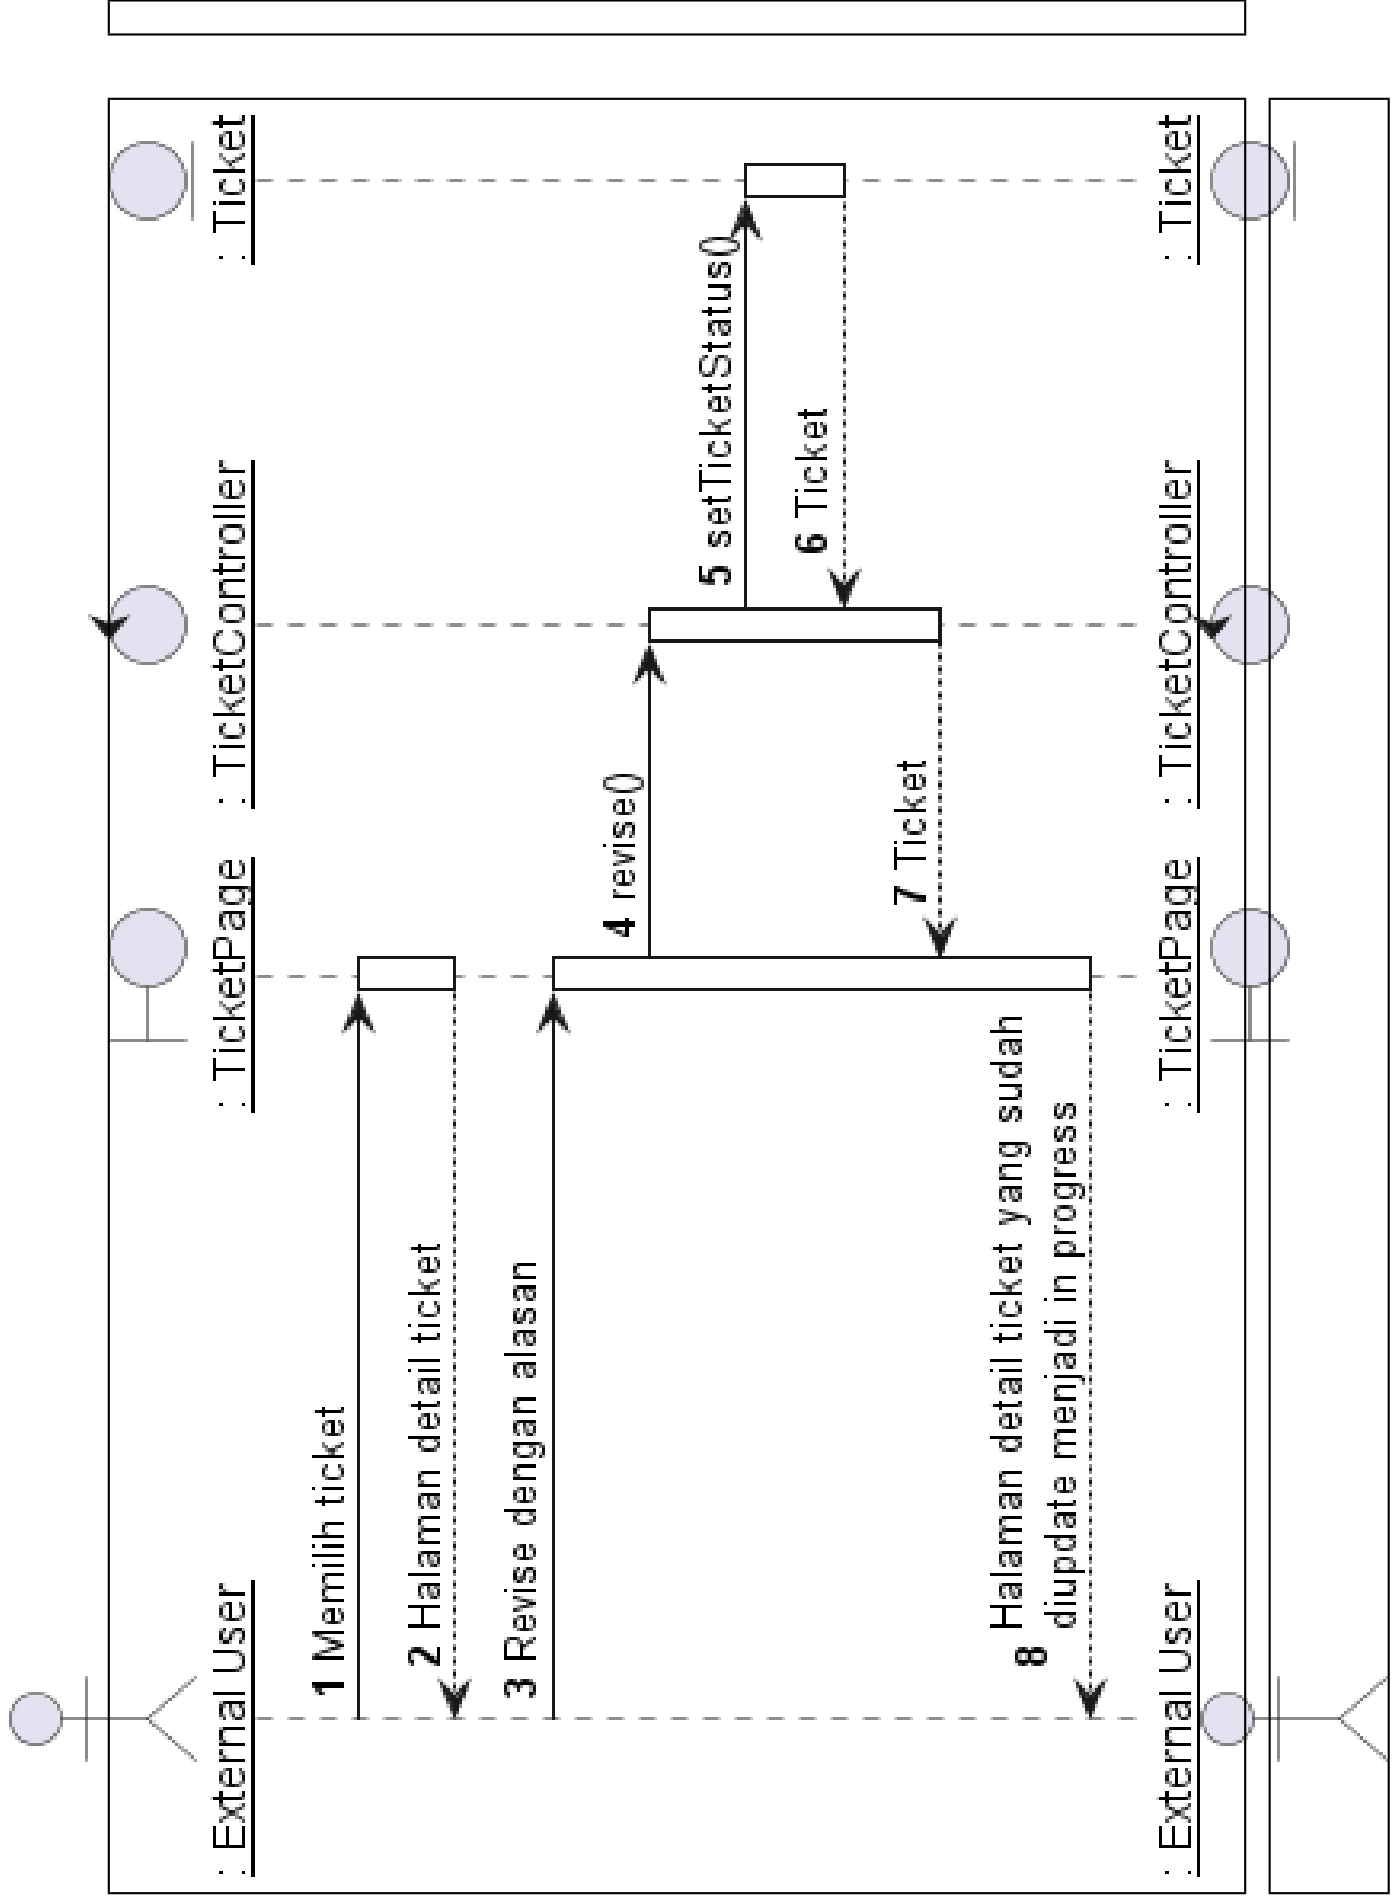 : External User
: TicketPage
: TicketController
: Ticket
1 Memilih ticket
2 Halaman detail ticket
3 Revise dengan alasan
4 revise()
5 setTicketStatus()
6 Ticket
7 Ticket
8 Halaman detail ticket yang sudah
diupdate menjadi in progress
: External User
: TicketPage
: TicketController
: Ticket